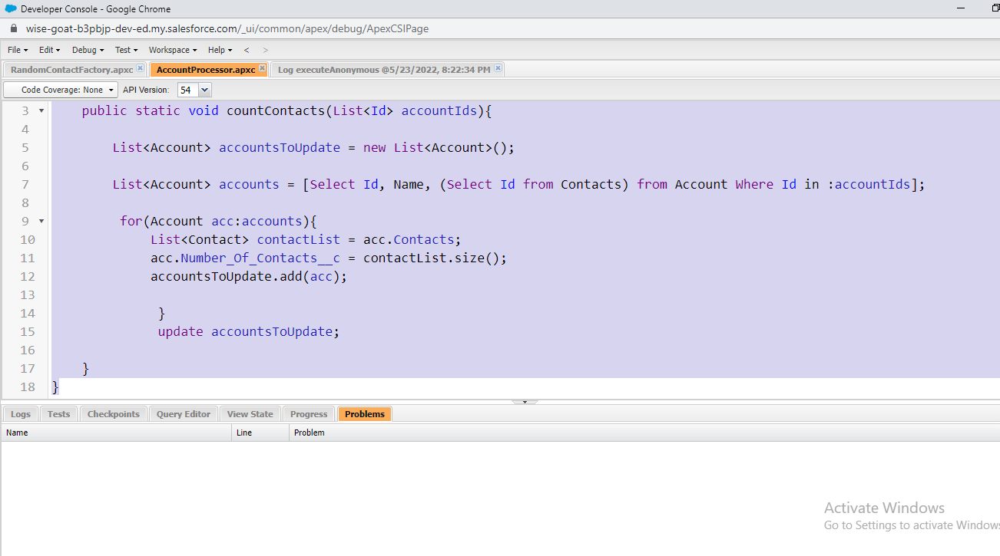 Developer Console - Google Chrome
wise-goat-b3pbjp-dev-ed.my.salesforce.com/_ui/common/apex/debug/ApexCSIPage
File Edit Debug Test Workspace Help < >
RandomContactFactory.apxc AccountProcessor.apxc Log executeAnonymous @5/23/2022, 8:22:34 PM
Code Coverage: None API Version: 54
3 public static void countContacts(List<Id> accountIds){
4
5 List<Account> accountsToUpdate = new List<Account>();
6
7 List<Account> accounts = [Select Id, Name, (Select Id from Contacts) from Account Where Id in :accountIds];
8
9 for(Account acc:accounts){
10 List<Contact> contactList = acc.Contacts;
11 acc.Number_Of_Contacts__c = contactList.size();
12 accountsToUpdate.add(acc);
13
14 }
15 update accountsToUpdate;
16
17 }
18 }
Logs Tests Checkpoints Query Editor View State Progress Problems
Name Line Problem
Activate Windows
Go to Settings to activate Windows